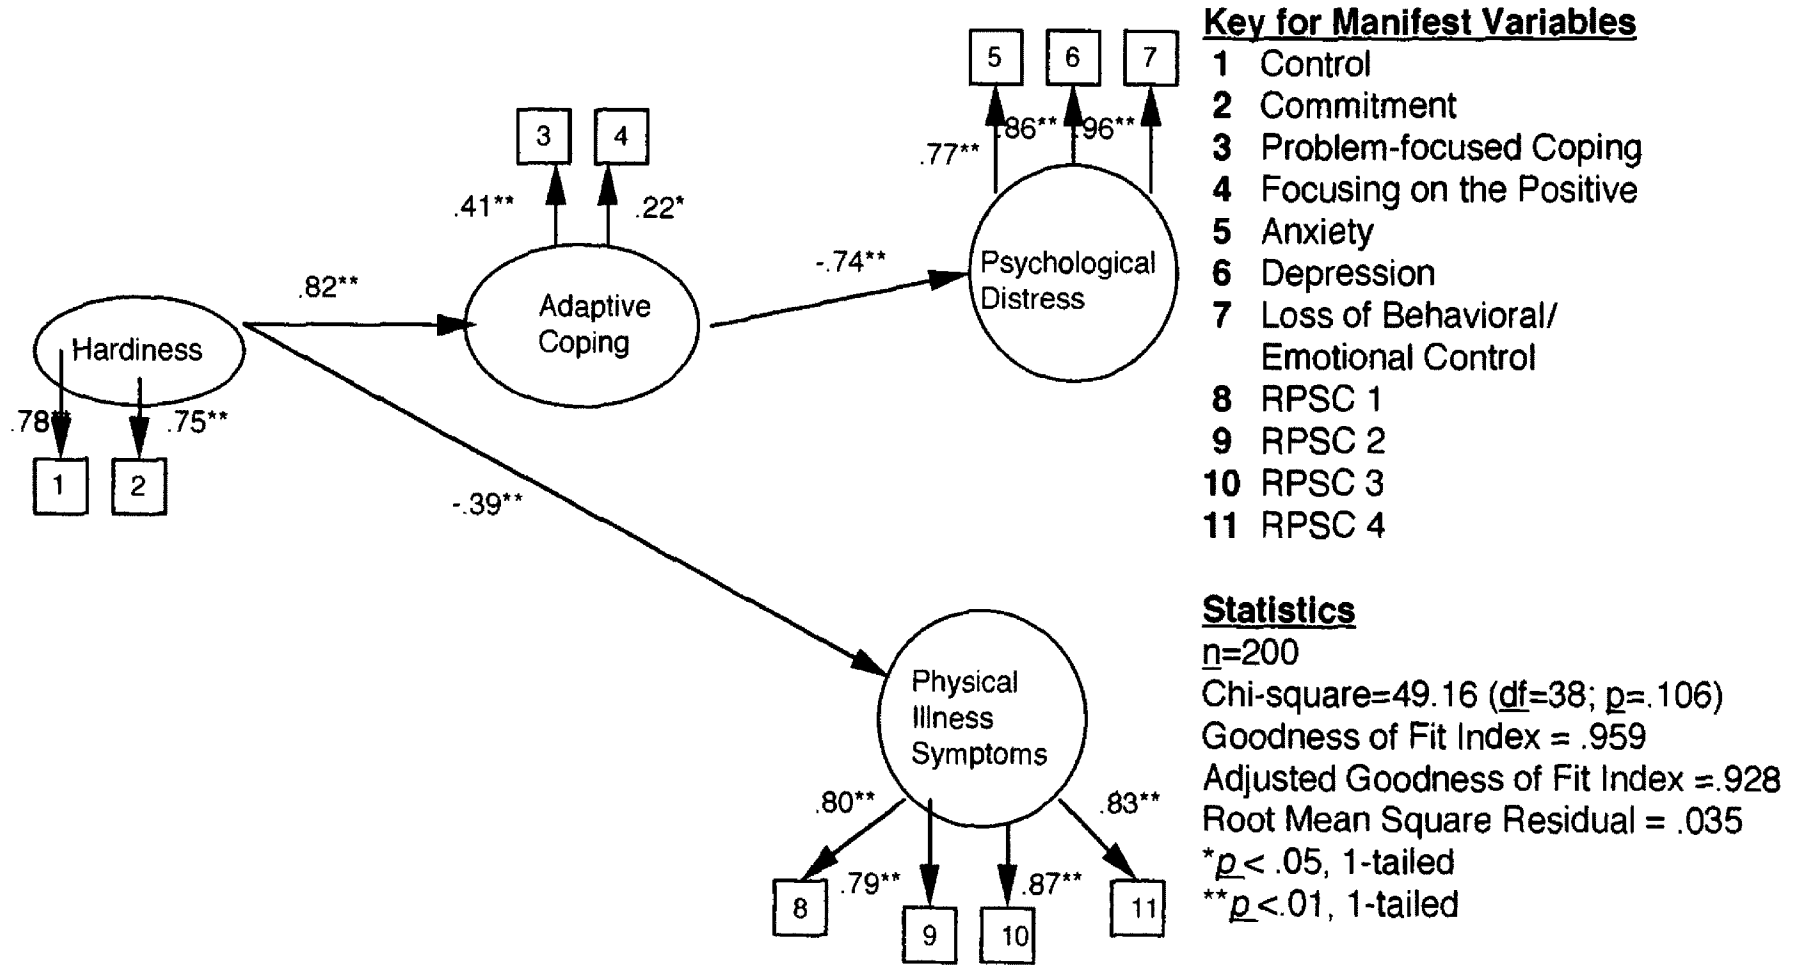 5 6 7
.77** .86** .96**
3 4
.41** .22*
Psychological
Distress
-.74**
.82**
Adaptive
Coping
Hardiness
.78** .75**
1 2
-.39**
Physical
Illness
Symptoms
.80** .83**
.79** .87**
8 9 10 11
Key for Manifest Variables
1 Control
2 Commitment
3 Problem-focused Coping
4 Focusing on the Positive
5 Anxiety
6 Depression
7 Loss of Behavioral/
Emotional Control
8 RPSC 1
9 RPSC 2
10 RPSC 3
11 RPSC 4
Statistics
n=200
Chi-square=49.16 (df=38; p=.106)
Goodness of Fit Index = .959
Adjusted Goodness of Fit Index =.928
Root Mean Square Residual = .035
*p< .05, 1-tailed
**p<.01, 1-tailed